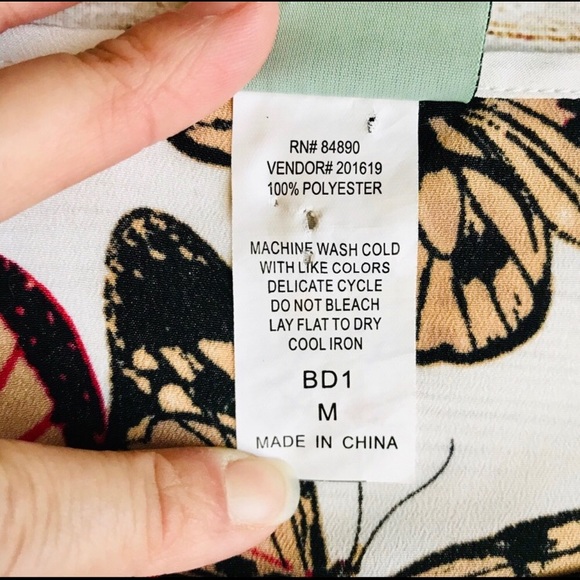 RN# 84890
VENDOR# 201619
100% POLYESTER
MACHINE WASH COLD
WITH LIKE COLORS
DELICATE CYCLE
DO NOT BLEACH
LAY FLAT TO DRY
COOL IRON
BD1
M
MADE IN CHINA